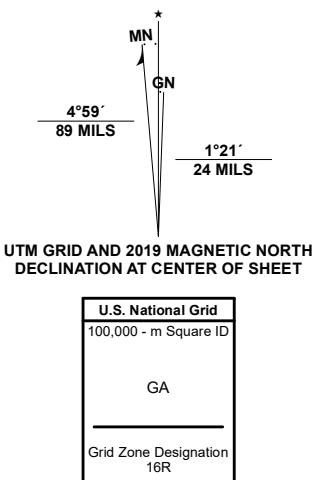 ★
MN
GN
4°59´
89 MILS
1°21´
24 MILS
UTM GRID AND 2019 MAGNETIC NORTH
DECLINATION AT CENTER OF SHEET
U.S. National Grid
100,000 - m Square ID
GA
Grid Zone Designation
16R